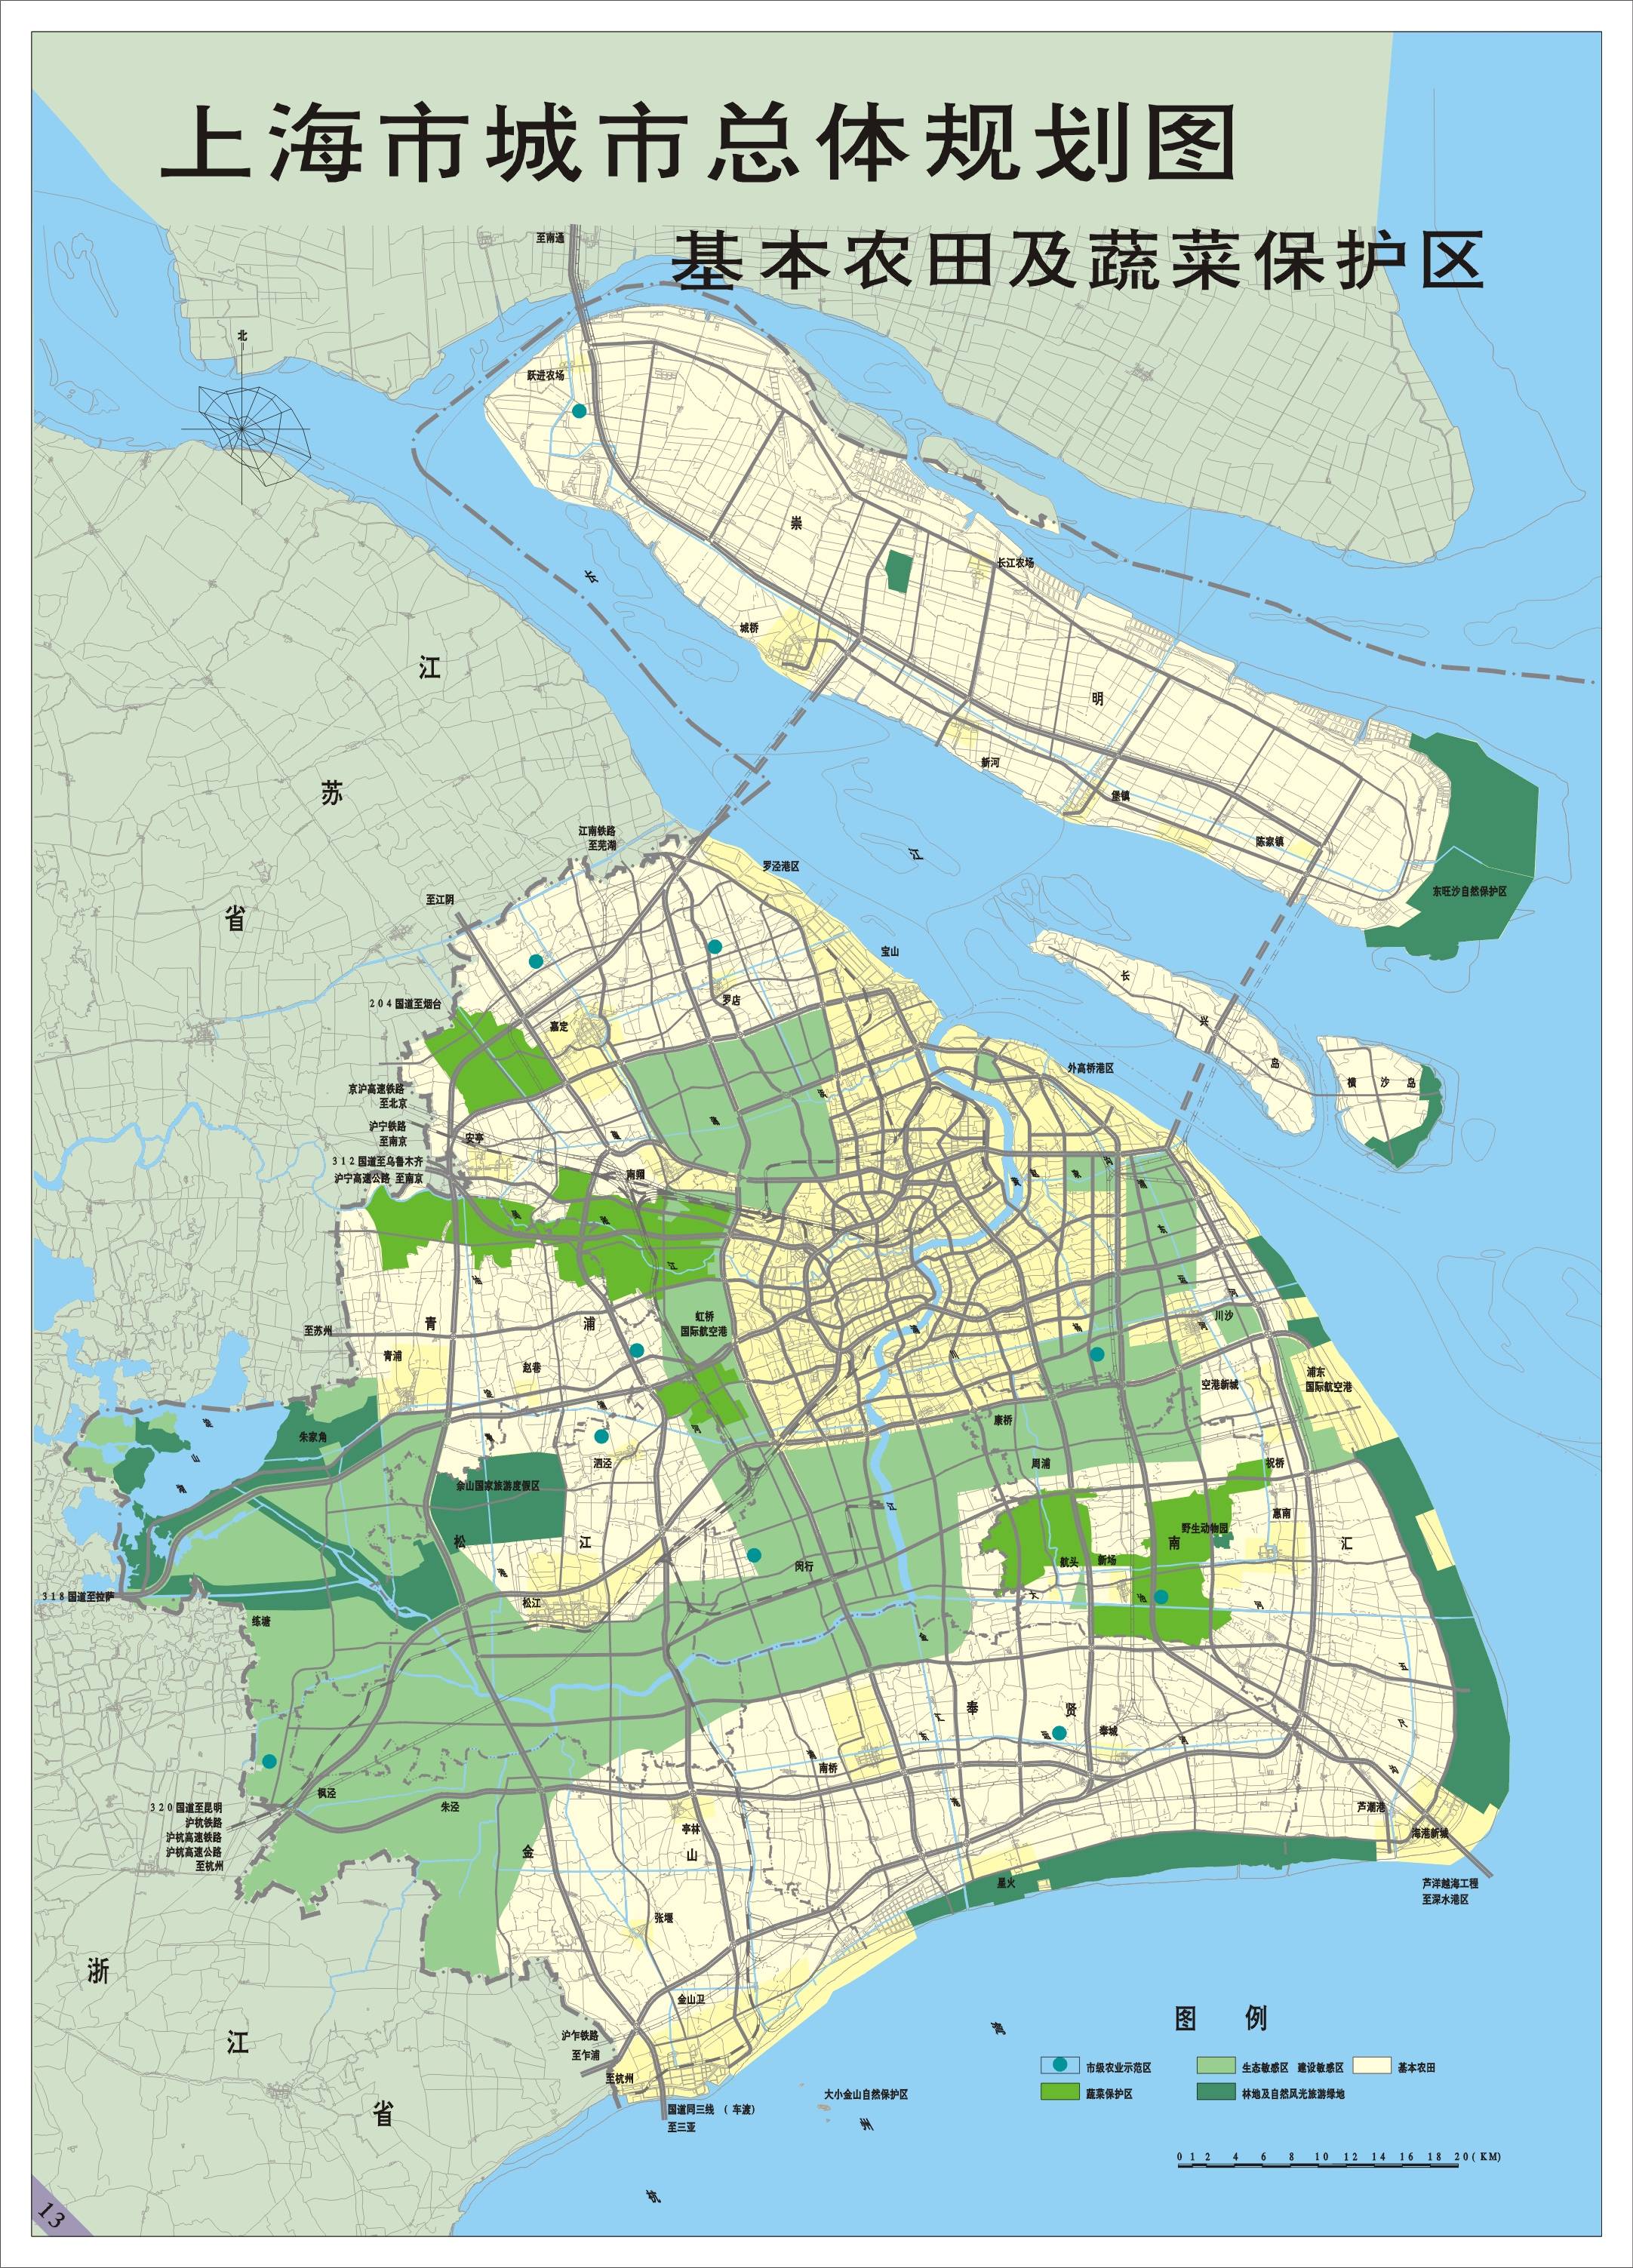 上海市城市总体规划图
基本农田及蔬菜保护区
至南通
北
跃进农场
崇
长江农场
长
城桥
江
明
新河
堡镇
苏
陈家镇
江南铁路
至芜湖
江
罗泾港区
东旺沙自然保护区
至江阴
省
宝山
长
204国道至烟台
罗店
嘉定
兴
岛
外高桥港区
横沙岛
京沪高速铁路
至北京
沪宁铁路
至南京
安亭
312国道至乌鲁木齐
沪宁高速公路 至南京
南翔
江
川沙
虹桥
国际航空港
青
浦
至苏州
青浦
赵巷
浦东
国际航空港
空港新城
康桥
朱家角
山
泗泾
周浦
祝桥
佘山国家旅游度假区
河
江
惠南
野生动物园
松
江
南
汇
闵行
航头
新场
318国道至拉萨
松江
大
河
练塘
奉
贤
奉城
南桥
枫泾
朱泾
320国道至昆明
沪杭铁路
沪杭高速铁路
沪杭高速公路
至杭州
芦潮港
亭林
海港新城
金
山
星火
芦洋越海工程
至深水港区
张堰
浙
金山卫
湾
图例
江
沪乍铁路
至乍浦
市级农业示范区
生态敏感区 建设敏感区
基本农田
至杭州
蔬菜保护区
林地及自然风光旅游绿地
大小金山自然保护区
省
国道同三线 (车渡)
至三亚
州
0 1 2 4 6 8 10 12 14 16 18 20(KM)
杭
13